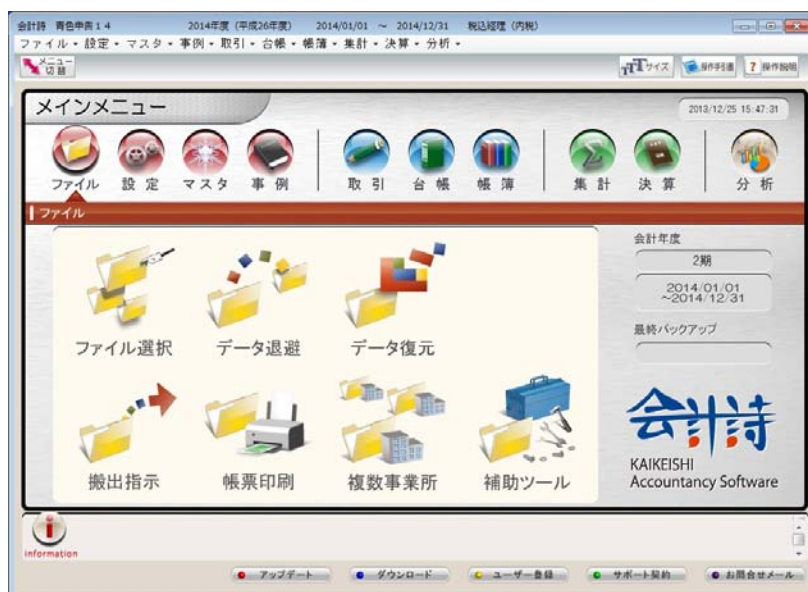 会計詩 青色申告14 2014年度（平成26年度） 2014/01/01 ～ 2014/12/31 税込経理（内税）
ファイル・設定・マスタ・事例・取引・台帳・帳簿・集計・決算・分析・
メニュー
切替
TTTサイズ 操作手引書 ? 操作説明
メインメニュー
2013/12/25 15:47:31
ファイル 設定 マスタ 事例 取引 台帳 帳簿 集計 決算 分析
ファイル
会計年度
2期
2014/01/01
～2014/12/31
最終バックアップ
ファイル選択 データ退避 データ復元
搬出指示 帳票印刷 複数事業所 補助ツール
会計詩
KAIKEISHI
Accountancy Software
information
アップデート ダウンロード ユーザー登録 サポート契約 お問合せメール